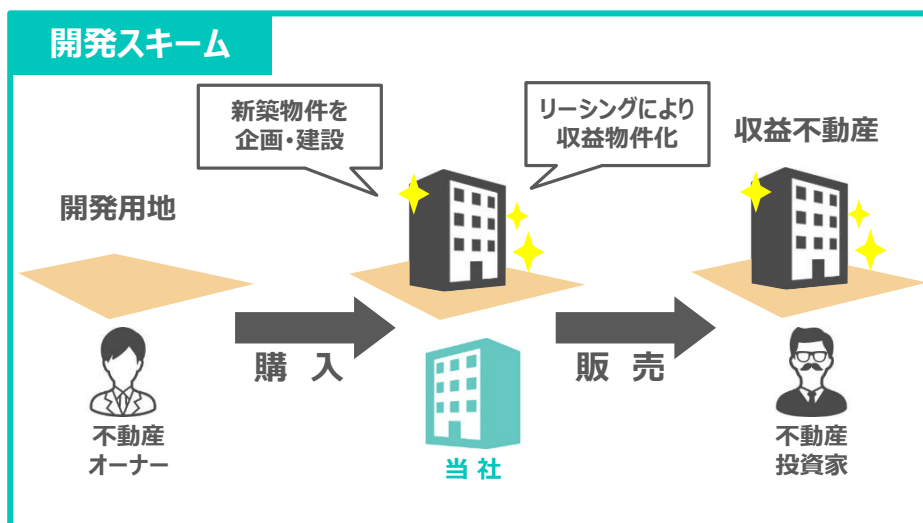 開発スキーム
新築物件を
企画・建設
リーシングにより
収益物件化
収益不動産
開発用地
購 入
販 売
不動産
オーナー
当 社
不動産
投資家